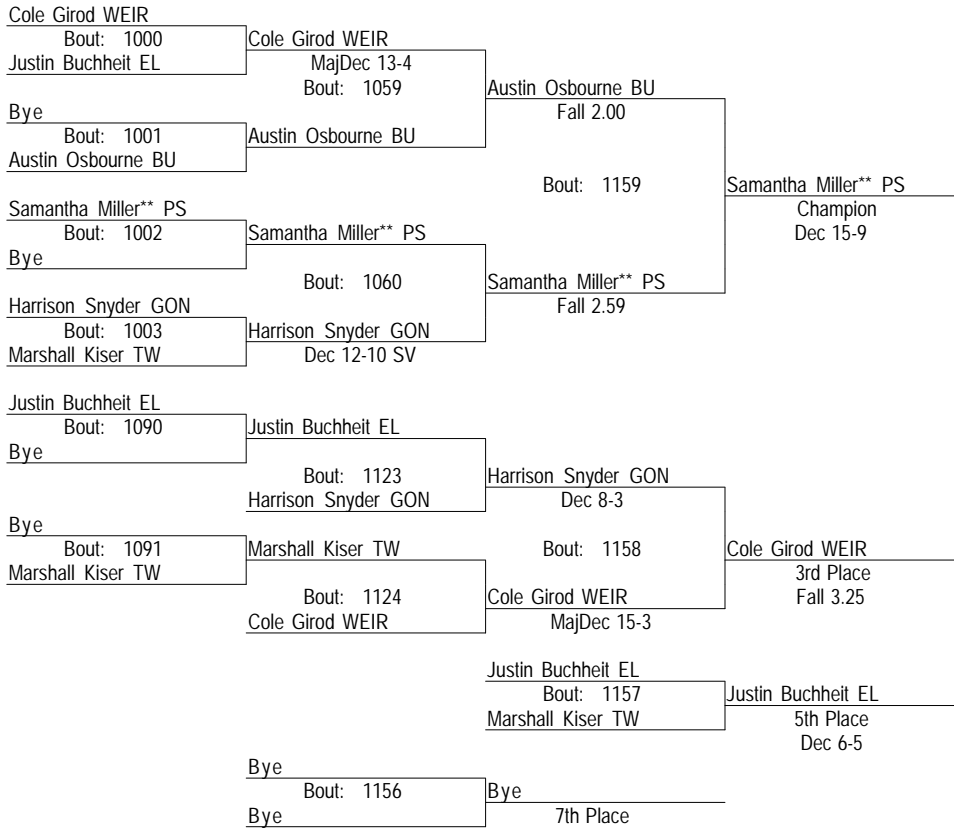 Cole Girod WEIR
Bout: 1000
Cole Girod WEIR
Justin Buchheit EL
MajDec 13-4
Bout: 1059
Austin Osbourne BU
Bye
Fall 2.00
Bout: 1001
Austin Osbourne BU
Austin Osbourne BU
Bout: 1159
Samantha Miller** PS
Samantha Miller** PS
Champion
Bout: 1002
Samantha Miller** PS
Dec 15-9
Bye
Bout: 1060
Samantha Miller** PS
Harrison Snyder GON
Fall 2.59
Bout: 1003
Harrison Snyder GON
Marshall Kiser TW
Dec 12-10 SV
Justin Buchheit EL
Bout: 1090
Justin Buchheit EL
Bye
Bout: 1123
Harrison Snyder GON
Harrison Snyder GON
Dec 8-3
Bye
Bout: 1091
Marshall Kiser TW
Bout: 1158
Cole Girod WEIR
Marshall Kiser TW
3rd Place
Bout: 1124
Cole Girod WEIR
Fall 3.25
Cole Girod WEIR
MajDec 15-3
Justin Buchheit EL
Bout: 1157
Justin Buchheit EL
Marshall Kiser TW
5th Place
Dec 6-5
Bye
Bout: 1156
Bye
Bye
7th Place